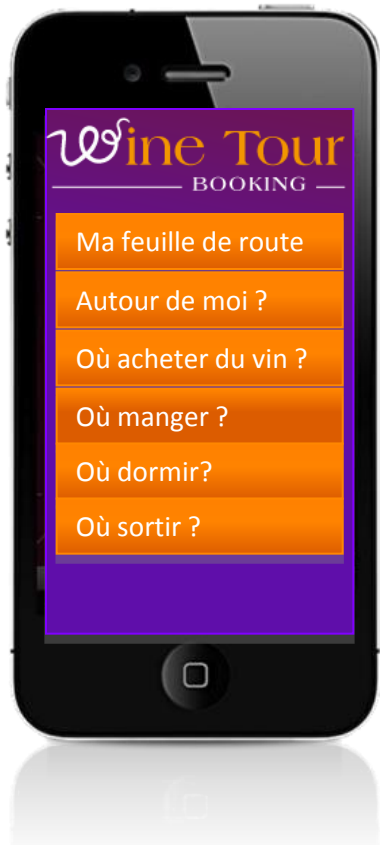 Wine Tour
BOOKING
Ma feuille de route
Autour de moi ?
Où acheter du vin ?
Où manger ?
Où dormir?
Où sortir ?